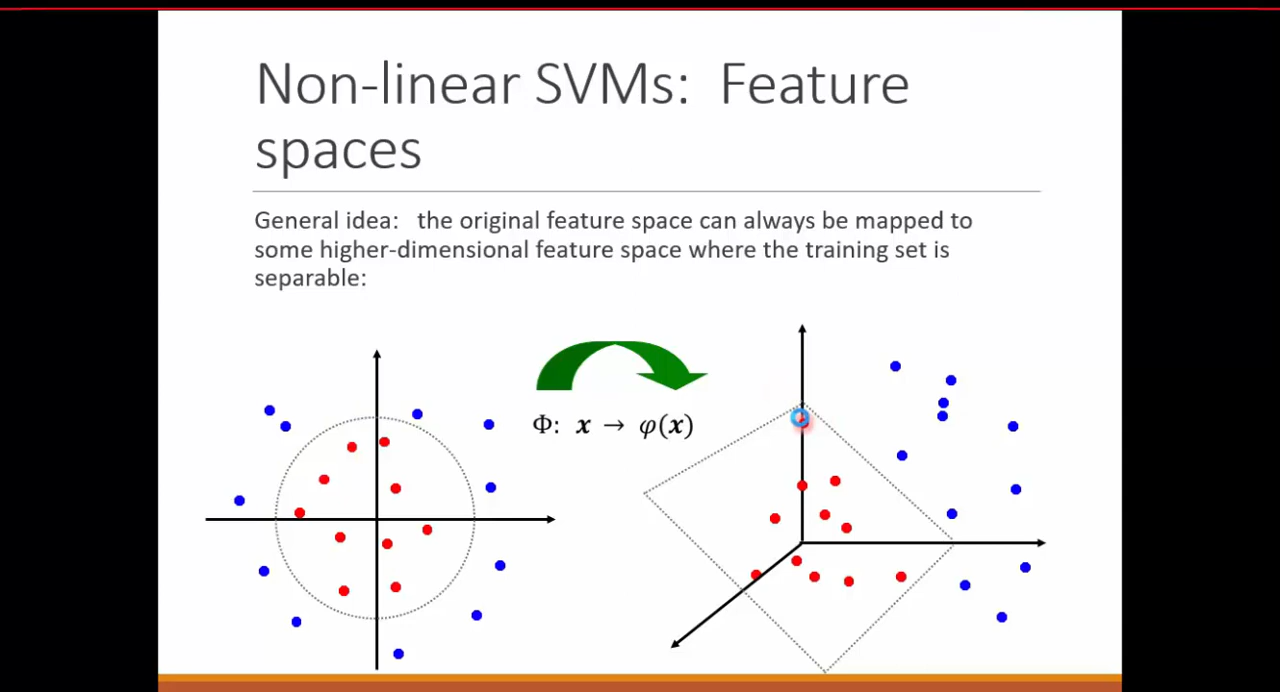 Non-linear SVMs: Feature
spaces
General idea: the original feature space can always be mapped to
some higher-dimensional feature space where the training set is
separable:
Φ: x → φ(x)